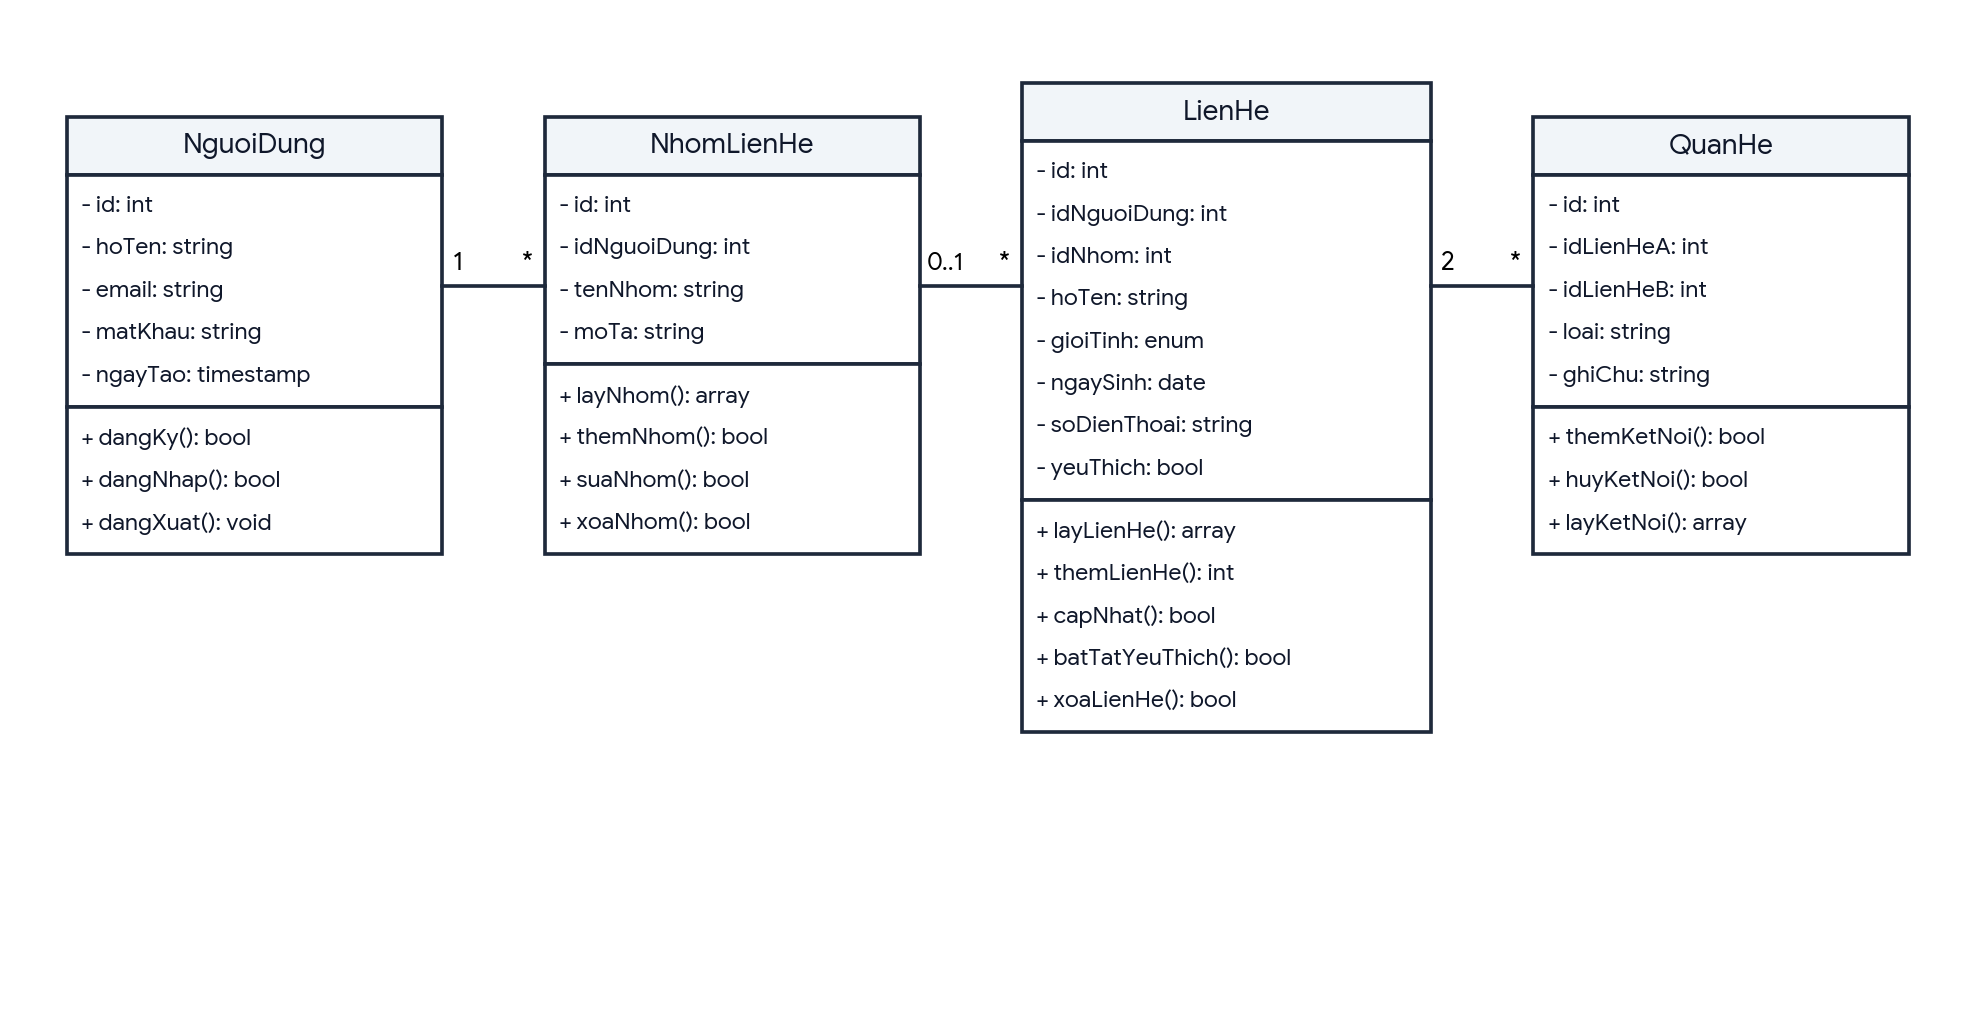 NguoiDung
- id: int
- hoTen: string
- email: string
- matKhau: string
- ngayTao: timestamp
+ dangKy(): bool
+ dangNhap(): bool
+ dangXuat(): void
1 *
NhomLienHe
- id: int
- idNguoiDung: int
- tenNhom: string
- moTa: string
+ layNhom(): array
+ themNhom(): bool
+ suaNhom(): bool
+ xoaNhom(): bool
0..1 *
LienHe
- id: int
- idNguoiDung: int
- idNhom: int
- hoTen: string
- gioiTinh: enum
- ngaySinh: date
- soDienThoai: string
- yeuThich: bool
+ layLienHe(): array
+ themLienHe(): int
+ capNhat(): bool
+ batTatYeuThich(): bool
+ xoaLienHe(): bool
2 *
QuanHe
- id: int
- idLienHeA: int
- idLienHeB: int
- loai: string
- ghiChu: string
+ themKetNoi(): bool
+ huyKetNoi(): bool
+ layKetNoi(): array